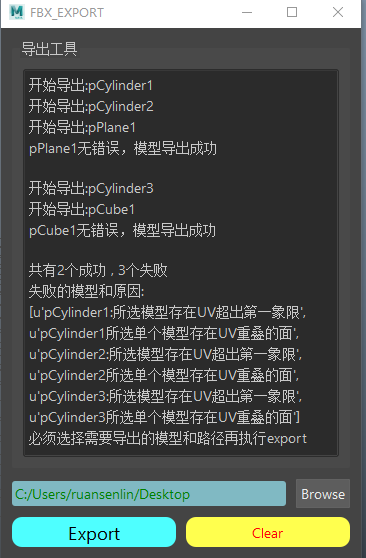 FBX_EXPORT
导出工具
开始导出:pCylinder1
开始导出:pCylinder2
开始导出:pPlane1
pPlane1无错误，模型导出成功
开始导出:pCylinder3
开始导出:pCube1
pCube1无错误，模型导出成功
共有2个成功 , 3个失败
失败的模型和原因:
[u'pCylinder1:所选模型存在UV超出第一象限',
u'pCylinder1所选单个模型存在UV重叠的面',
u'pCylinder2:所选模型存在UV超出第一象限',
u'pCylinder2所选单个模型存在UV重叠的面',
u'pCylinder3:所选模型存在UV超出第一象限',
u'pCylinder3所选单个模型存在UV重叠的面']
必须选择需要导出的模型和路径再执行export
C:/Users/ruansenlin/Desktop
Browse
Export
Clear